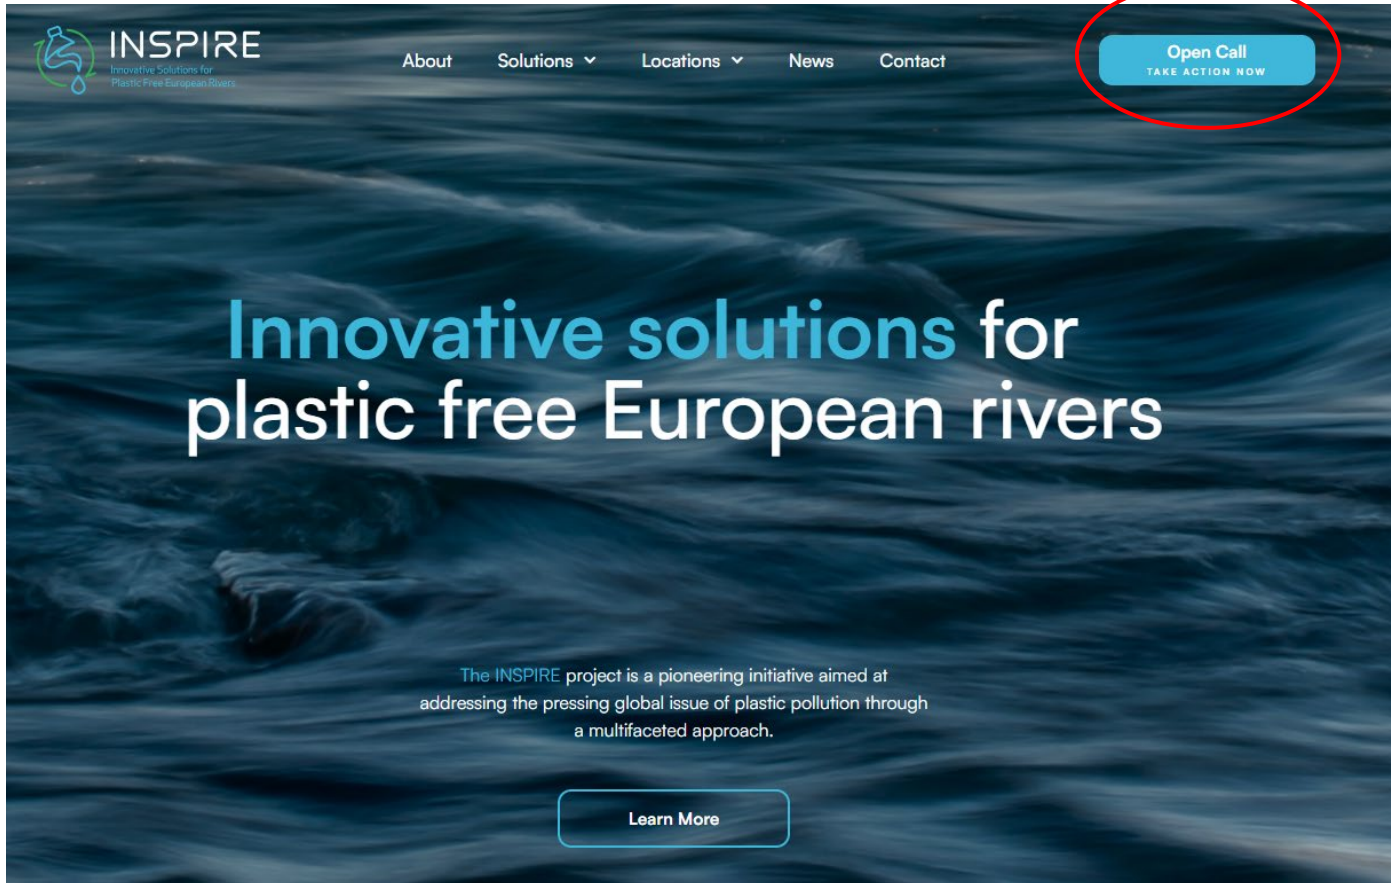 INSPIRE
Innovative Solutions for
Plastic Free European Rivers
About Solutions Locations News Contact
Open Call
TAKE ACTION NOW
Innovative solutions for
plastic free European rivers
The INSPIRE project is a pioneering initiative aimed at
addressing the pressing global issue of plastic pollution through
a multifaceted approach.
Learn More